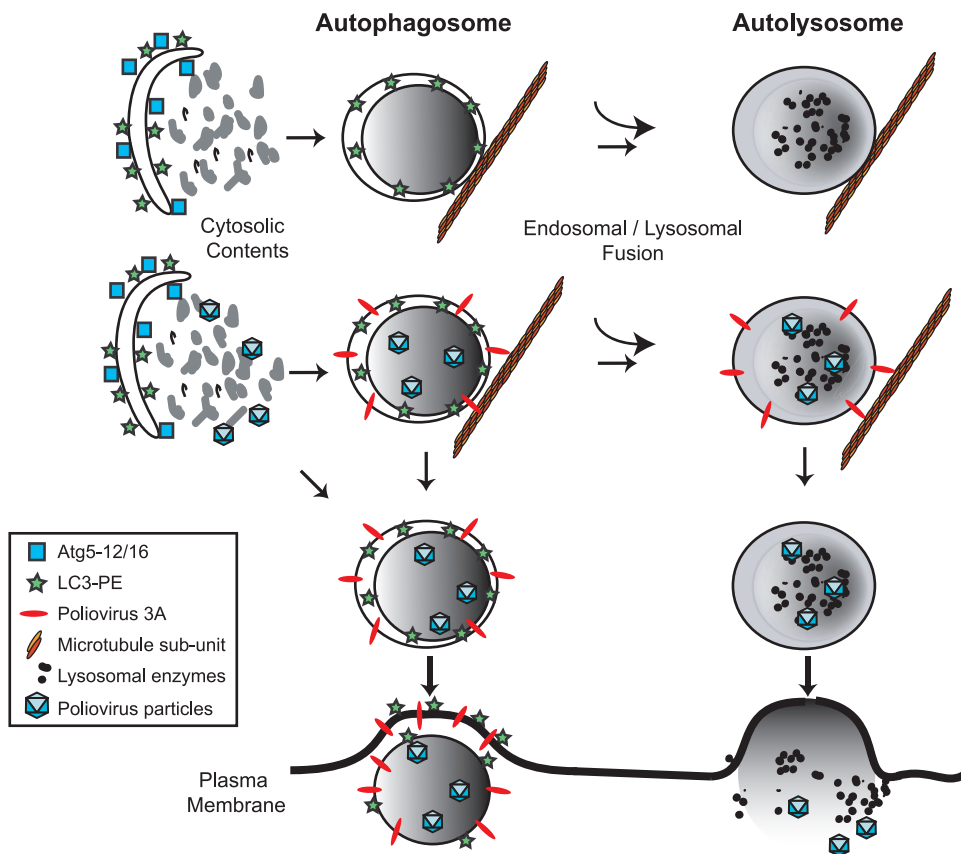 Autophagosome
Autolysosome
Cytosolic
Contents
Endosomal / Lysosomal
Fusion
Atg5-12/16
LC3-PE
Poliovirus 3A
Microtubule sub-unit
Lysosomal enzymes
Poliovirus particles
Plasma
Membrane